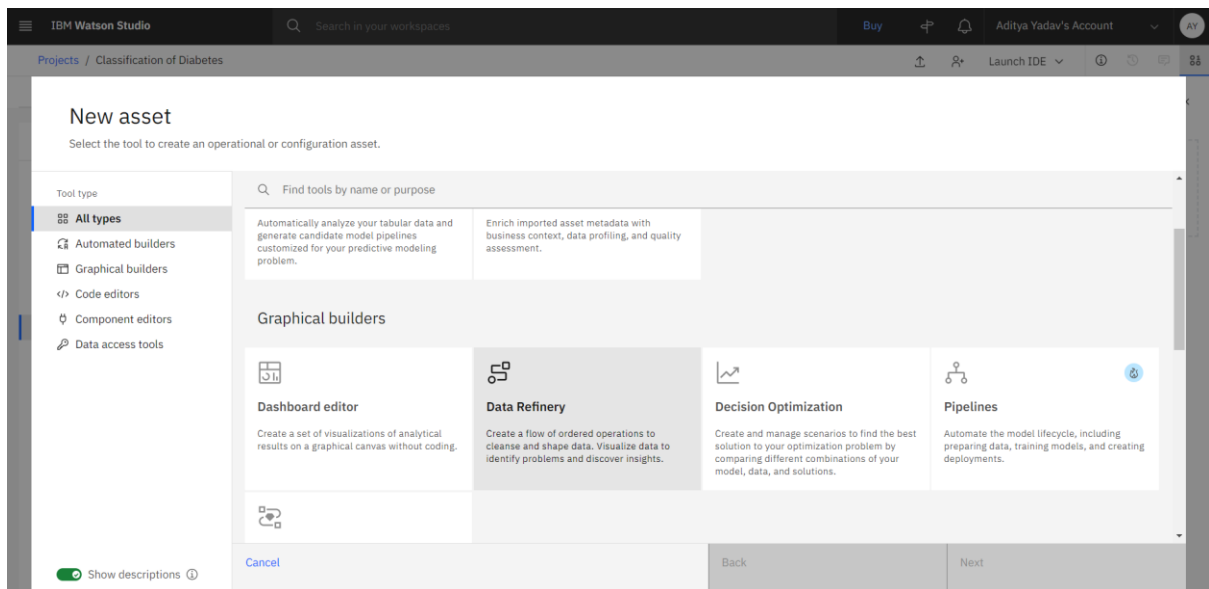 IBM Watson Studio
Search in your workspaces
Buy
Aditya Yadav's Account
AY
Projects / Classification of Diabetes
Launch IDE
New asset
Select the tool to create an operational or configuration asset.
Tool type
All types
Automated builders
Graphical builders
Code editors
Component editors
Data access tools
Show descriptions
Find tools by name or purpose
Automatically analyze your tabular data and
generate candidate model pipelines
customized for your predictive modeling
problem.
Enrich imported asset metadata with
business context, data profiling, and quality
assessment.
Graphical builders
Dashboard editor
Create a set of visualizations of analytical
results on a graphical canvas without coding.
Data Refinery
Create a flow of ordered operations to
cleanse and shape data. Visualize data to
identify problems and discover insights.
Decision Optimization
Create and manage scenarios to find the best
solution to your optimization problem by
comparing different combinations of your
model, data, and solutions.
Pipelines
Automate the model lifecycle, including
preparing data, training models, and creating
deployments.
Cancel
Back
Next